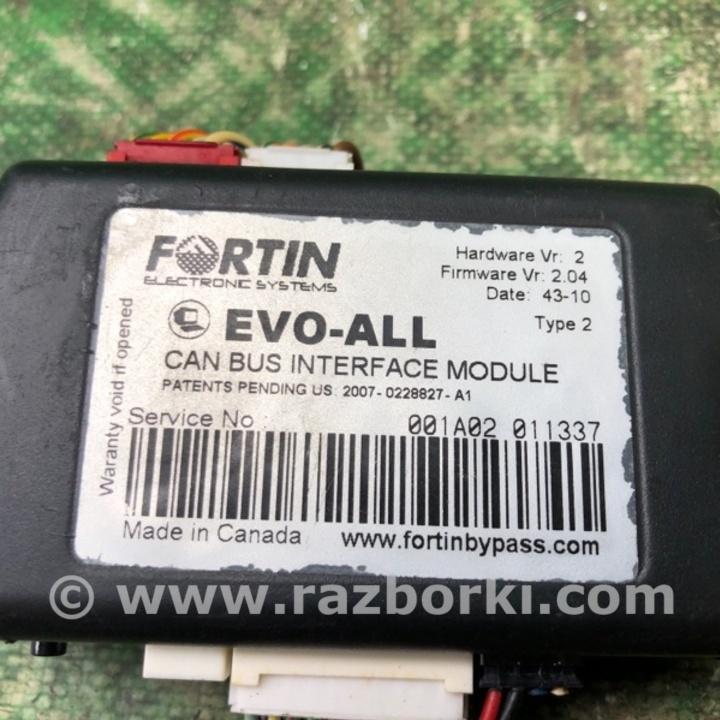 FORTIN
ELECTRONIC SYSTEMS
Hardware Vr: 2
Firmware Vr: 2.04
Date: 43-10
Type 2
EVO-ALL
CAN BUS INTERFACE MODULE
PATENTS PENDING US: 2007-0228827-A1
Waranty void if opened
Service No : 001A02 011337
Made in Canada
www.fortinbypass.com
© www.razborki.com